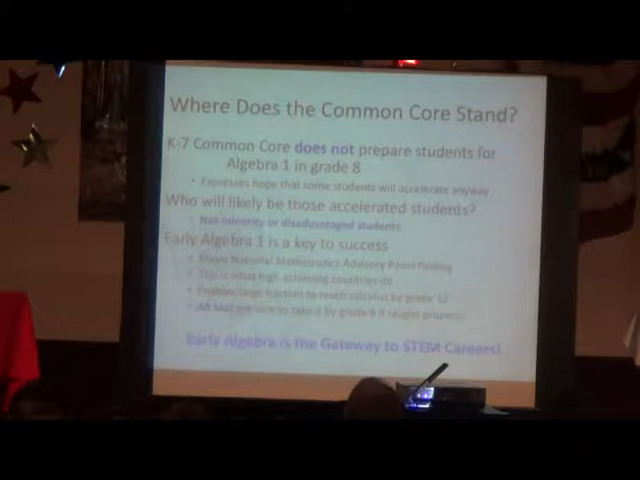 Where Does the Common Core Stand?
K-7 Common Core does not prepare students for
Algebra 1 in grade 8
• Expresses hope that some students will accelerate anyway
Who will likely be those accelerated students?
• Not minority or disadvantaged students
Early Algebra 1 is a key to success
• National Mathematics Advisory Panel finding
• This is what high achieving countries do
• Enables large fraction to reach calculus by grade 12
• are able to take it by grade 8 if taught properly
Early Algebra is the Gateway to STEM Careers!